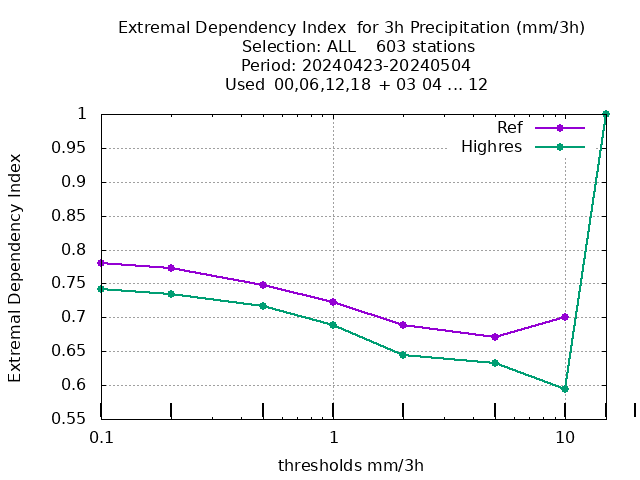 Extremal Dependency Index  for 3h Precipitation (mm/3h)
Selection: ALL    603 stations
Period: 20240423-20240504
Used  00,06,12,18 + 03 04 ... 12
Ref
Highres
Extremal Dependency Index
1
0.95
0.9
0.85
0.8
0.75
0.7
0.65
0.6
0.55
0.1
1
10
thresholds mm/3h